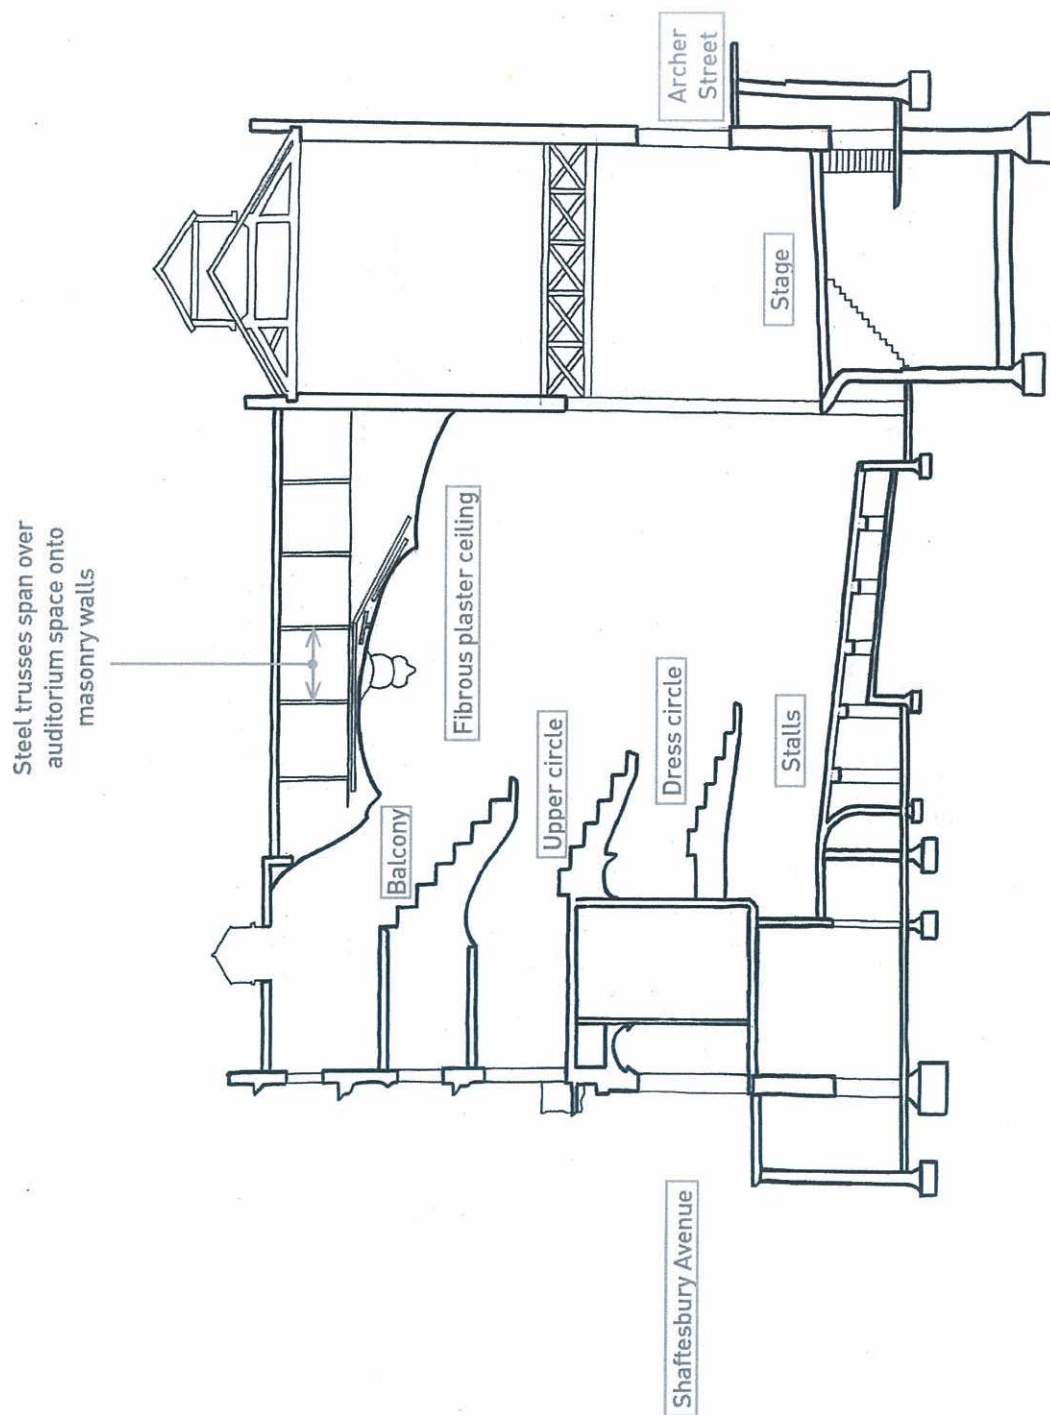 Steel trusses span over
auditorium space onto
masonry walls
Fibrous plaster ceiling
Balcony
Upper circle
Dress circle
Stalls
Stage
Archer
Street
Shaftesbury Avenue